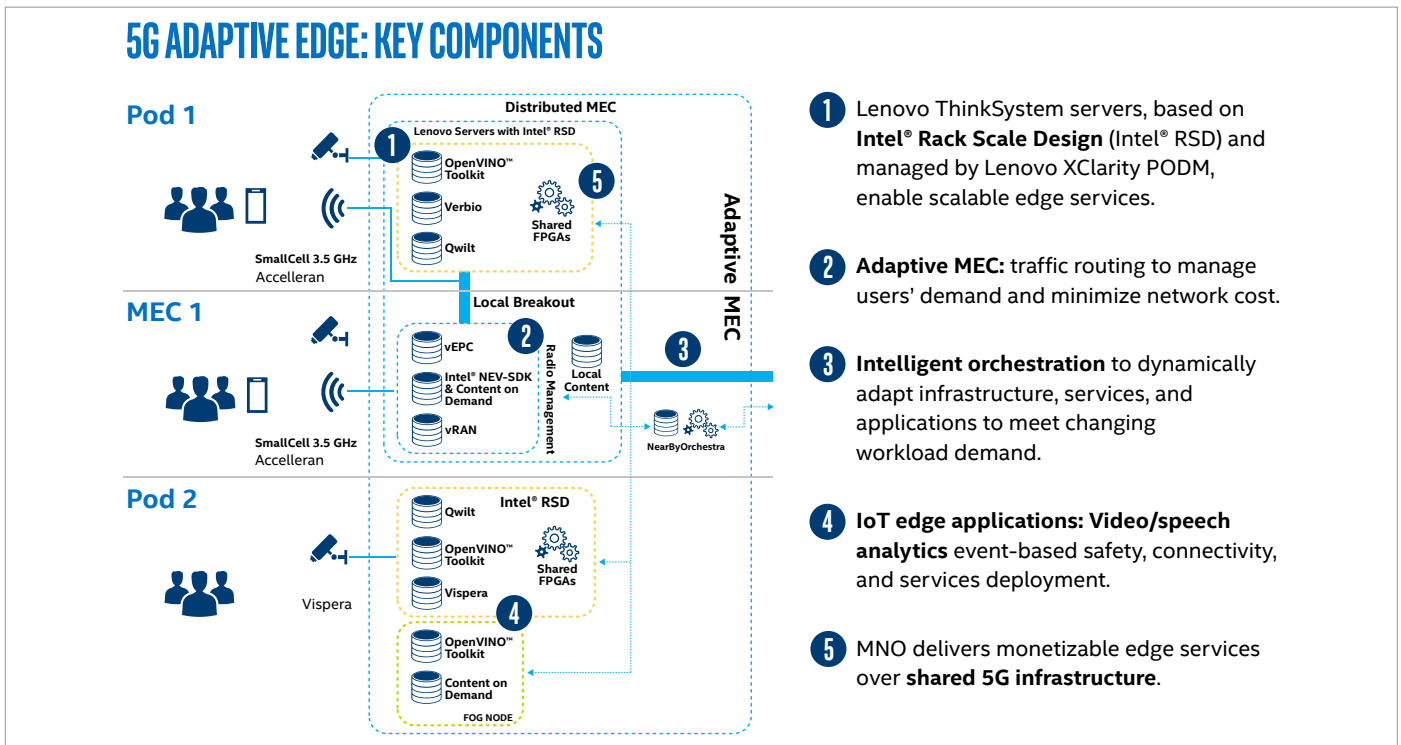 5G ADAPTIVE EDGE: KEY COMPONENTS
Pod 1
SmallCell 3.5 GHz
Accelleran
Distributed MEC
Lenovo Servers with Intel® RSD
1
OpenVINO™
Toolkit
Verbio
Qwilt
5
Shared
FPGAs
Adaptive MEC
MEC 1
SmallCell 3.5 GHz
Accelleran
Local Breakout
2
vEPC
Intel® NEV-SDK
& Content on
Demand
vRAN
Radio Management
Local
Content
3
NearByOrchestra
Pod 2
Vispera
Intel® RSD
Qwilt
OpenVINO™
Toolkit
Vispera
Shared
FPGAs
4
OpenVINO™
Toolkit
Content on
Demand
FOG NODE
1 Lenovo ThinkSystem servers, based on
Intel® Rack Scale Design (Intel® RSD) and
managed by Lenovo XClarity PODM,
enable scalable edge services.
2 Adaptive MEC: traffic routing to manage
users’ demand and minimize network cost.
3 Intelligent orchestration to dynamically
adapt infrastructure, services, and
applications to meet changing
workload demand.
4 IoT edge applications: Video/speech
analytics event-based safety, connectivity,
and services deployment.
5 MNO delivers monetizable edge services
over shared 5G infrastructure.